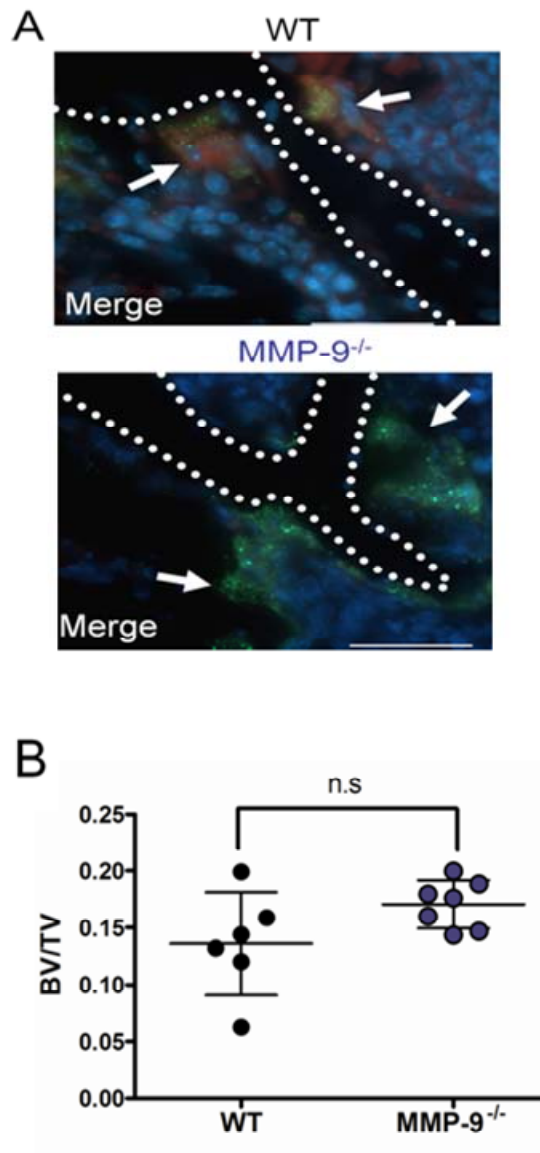 A
WT
Merge
MMP-9-/-
Merge
B
n.s
0.25
0.20
0.15
0.10
0.05
0.00
BV/TV
WT MMP-9-/-